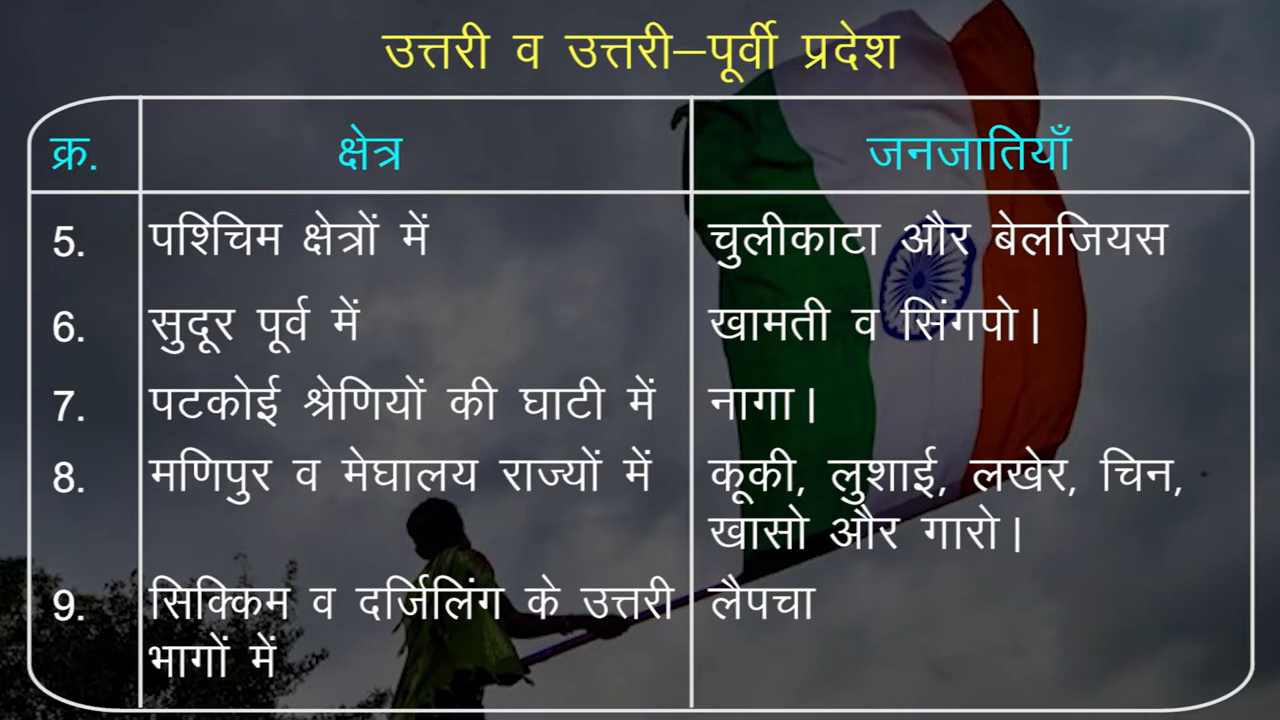 उत्तरी व उत्तरी–पूर्वी प्रदेश
क्र. क्षेत्र जनजातियाँ
5. पश्चिम क्षेत्रों में चुलीकाटा और बेलजियस
6. सुदूर पूर्व में खामती व सिंगपो।
7. पटकोई श्रेणियों की घाटी में नागा।
8. मणिपुर व मेघालय राज्यों में कूकी, लुशाई, लखेर, चिन,
खासो और गारो।
9. सिक्किम व दर्जिलिंग के उत्तरी लैपचा
भागों में